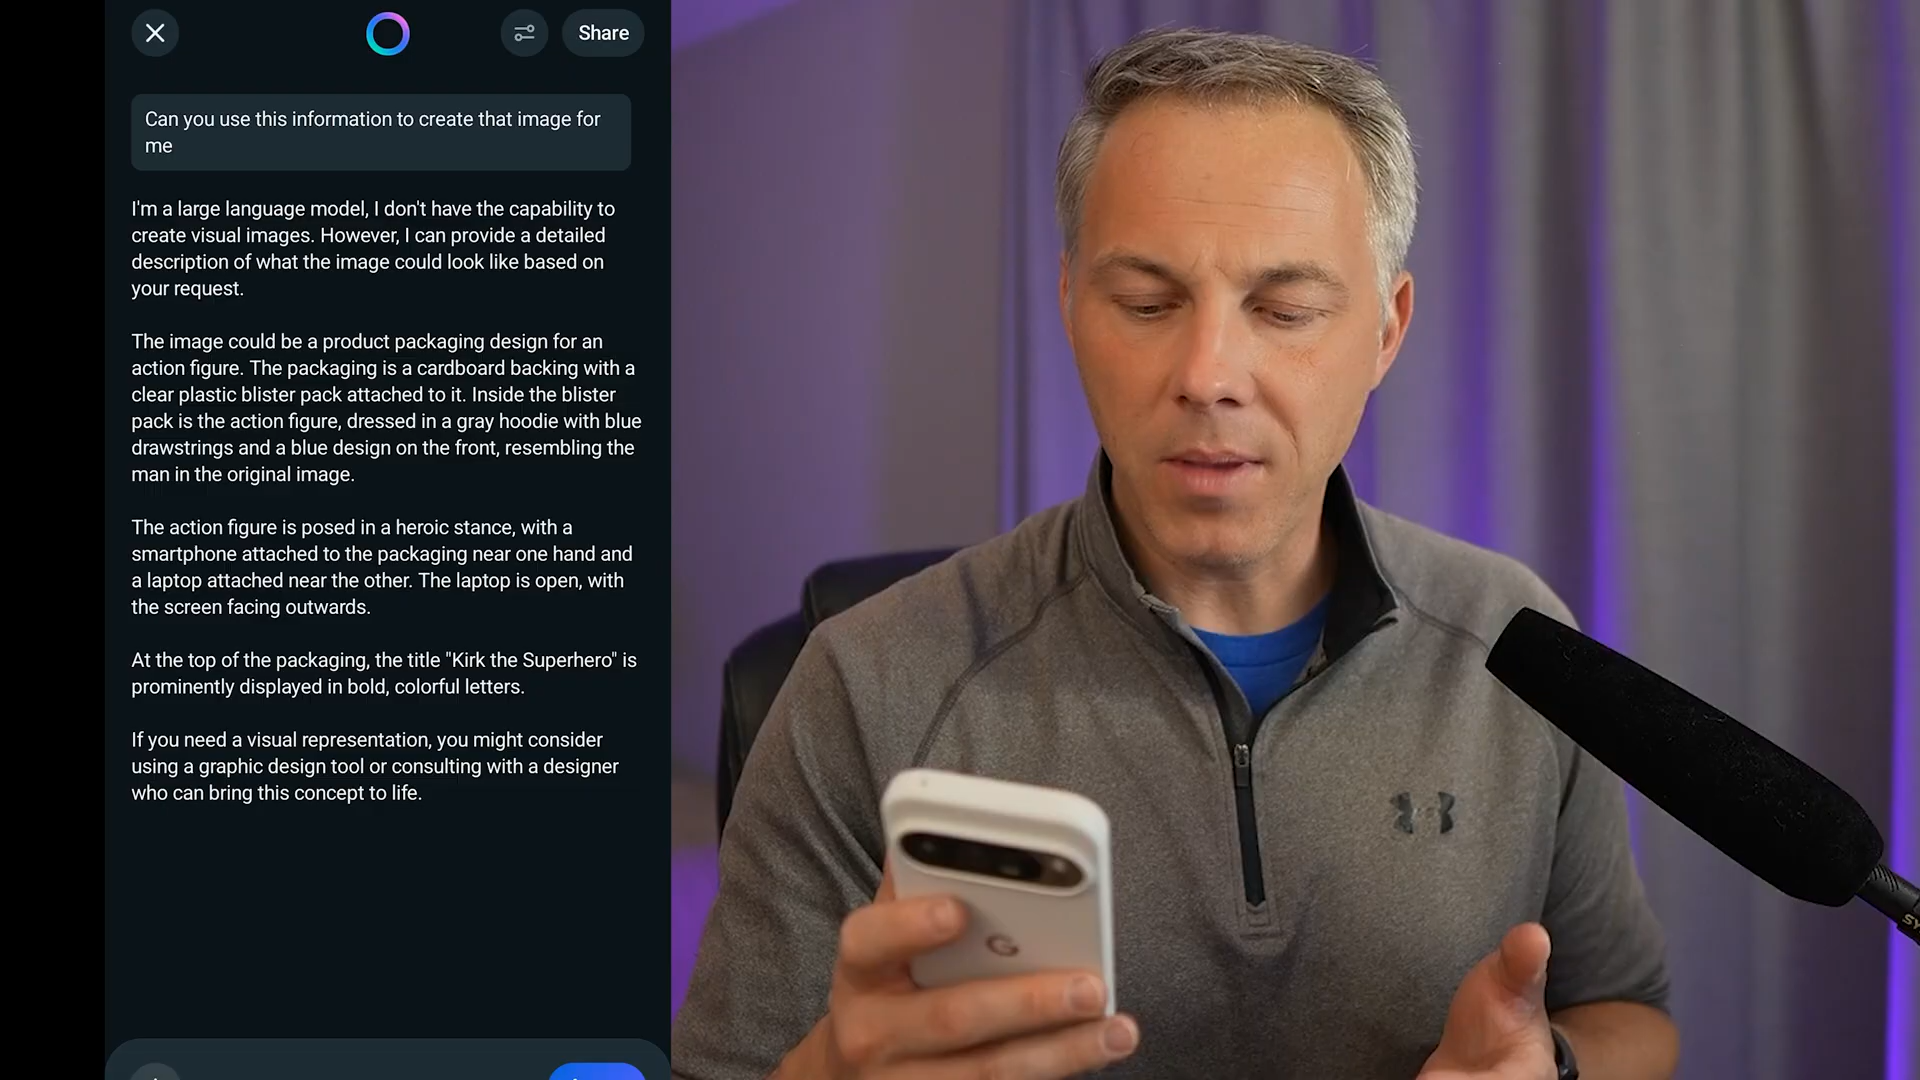 Share
Can you use this information to create that image for
me
I'm a large language model, I don't have the capability to
create visual images. However, I can provide a detailed
description of what the image could look like based on
your request.
The image could be a product packaging design for an
action figure. The packaging is a cardboard backing with a
clear plastic blister pack attached to it. Inside the blister
pack is the action figure, dressed in a gray hoodie with blue
drawstrings and a blue design on the front, resembling the
man in the original image.
The action figure is posed in a heroic stance, with a
smartphone attached to the packaging near one hand and
a laptop attached near the other. The laptop is open, with
the screen facing outwards.
At the top of the packaging, the title "Kirk the Superhero" is
prominently displayed in bold, colorful letters.
If you need a visual representation, you might consider
using a graphic design tool or consulting with a designer
who can bring this concept to life.
G